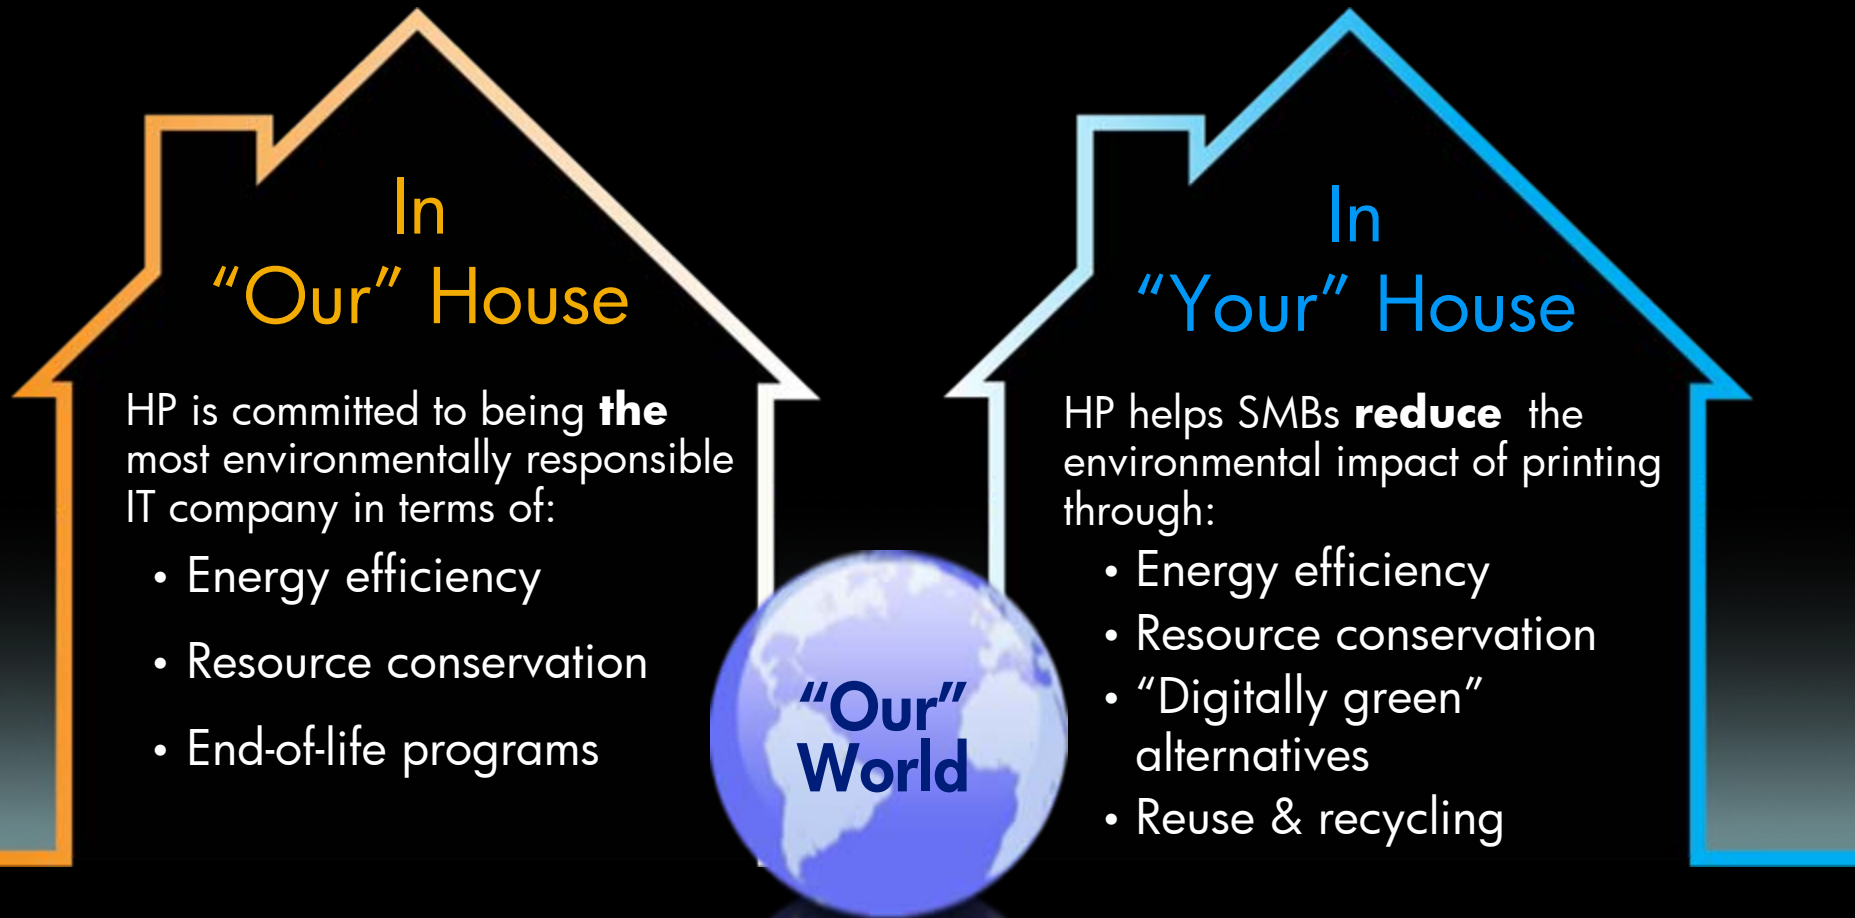 In
“Our” House
HP is committed to being the
most environmentally responsible
IT company in terms of:
• Energy efficiency
• Resource conservation
• End-of-life programs
“Our”
World
In
“Your” House
HP helps SMBs reduce the
environmental impact of printing
through:
• Energy efficiency
• Resource conservation
• “Digitally green”
alternatives
• Reuse & recycling